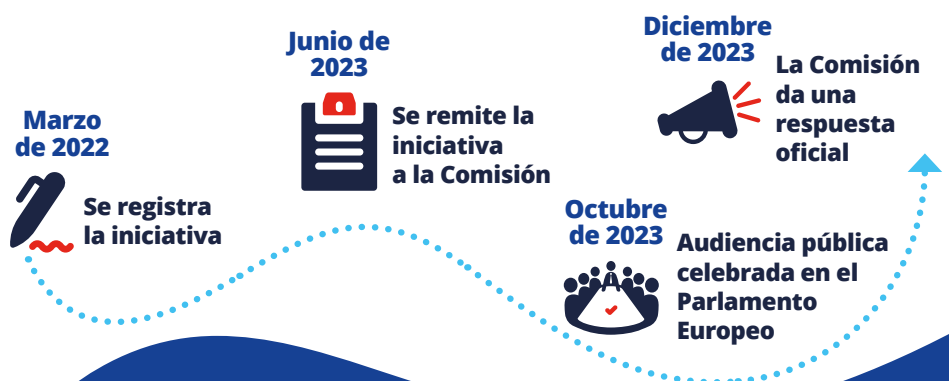 Marzo
de 2022
Se registra
la iniciativa
Junio de
2023
Se remite la
iniciativa
a la Comisión
Octubre
de 2023
Audiencia pública
celebrada en el
Parlamento
Europeo
Diciembre
de 2023
La Comisión
da una
respuesta
oficial